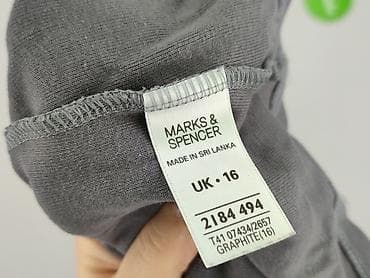 MARKS &
SPENCER
MADE IN SRI LANKA
UK • 16
2184 494
T41 07434/2657
GRAPHITE(16)